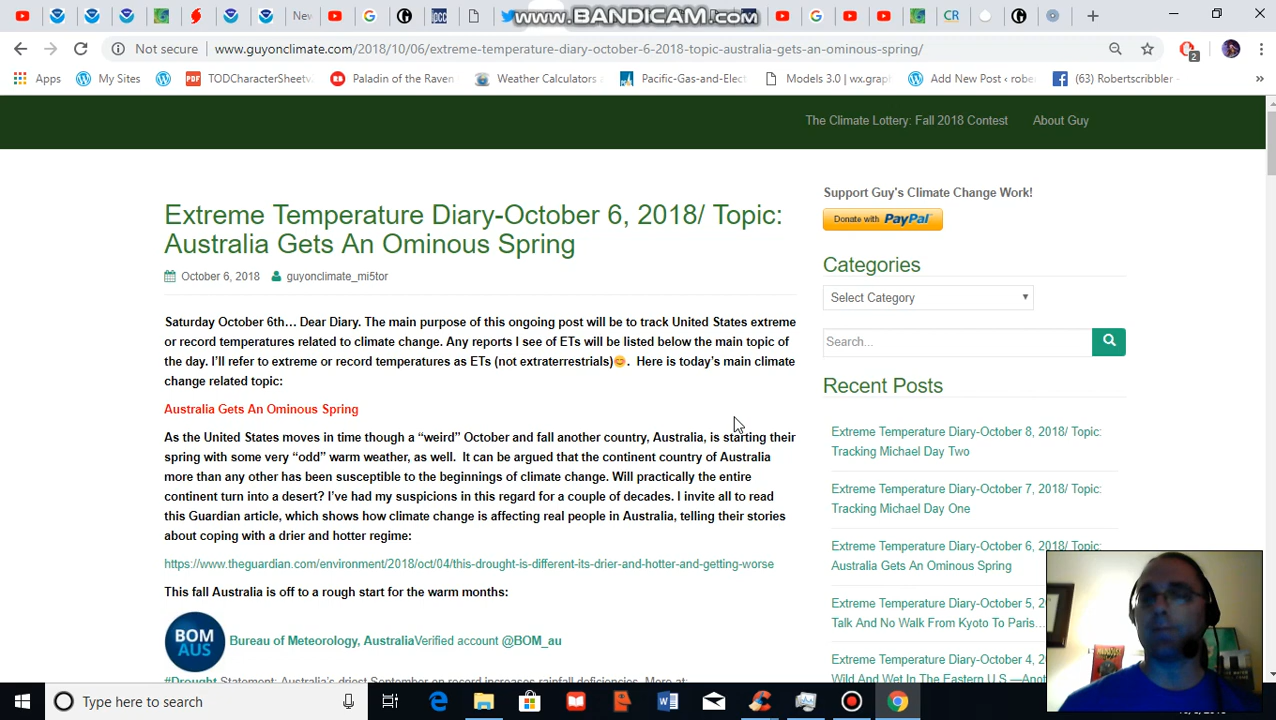 New
www.BANDICAM.com
CR
Not secure
www.guyonclimate.com/2018/10/06/extreme-temperature-diary-october-6-2018-topic-australia-gets-an-ominous-spring/
2
Apps
My Sites
TODCharacterSheetv
Paladin of the Raven
Weather Calculators
Pacific-Gas-and-Elect
Models 3.0 | wx.graph
Add New Post ‹ robe
(63) Robertscribbler -
»
The Climate Lottery: Fall 2018 Contest
About Guy
Extreme Temperature Diary-October 6, 2018/ Topic:
Australia Gets An Ominous Spring
October 6, 2018
guyonclimate_mi5tor
Saturday October 6th… Dear Diary. The main purpose of this ongoing post will be to track United States extreme
or record temperatures related to climate change. Any reports I see of ETs will be listed below the main topic of
the day. I’ll refer to extreme or record temperatures as ETs (not extraterrestrials)😊. Here is today’s main climate
change related topic:
Australia Gets An Ominous Spring
As the United States moves in time though a “weird” October and fall another country, Australia, is starting their
spring with some very “odd” warm weather, as well. It can be argued that the continent country of Australia
more than any other has been susceptible to the beginnings of climate change. Will practically the entire
continent turn into a desert? I’ve had my suspicions in this regard for a couple of decades. I invite all to read
this Guardian article, which shows how climate change is affecting real people in Australia, telling their stories
about coping with a drier and hotter regime:
https://www.theguardian.com/environment/2018/oct/04/this-drought-is-different-its-drier-and-hotter-and-getting-worse
This fall Australia is off to a rough start for the warm months:
BOM
AUS
Bureau of Meteorology, AustraliaVerified account @BOM_au
#Drought Statement: Australia's driest September on record increases rainfall deficiencies. More at:
Support Guy's Climate Change Work!
Donate with PayPal
Categories
Select Category
Search...
Recent Posts
Extreme Temperature Diary-October 8, 2018/ Topic:
Tracking Michael Day Two
Extreme Temperature Diary-October 7, 2018/ Topic:
Tracking Michael Day One
Extreme Temperature Diary-October 6, 2018/ Topic:
Australia Gets An Ominous Spring
Extreme Temperature Diary-October 5, 2
Talk And No Walk From Kyoto To Paris…
Extreme Temperature Diary-October 4, 2
Wild And Wet In The Eastern U.S.—Anot
Type here to search